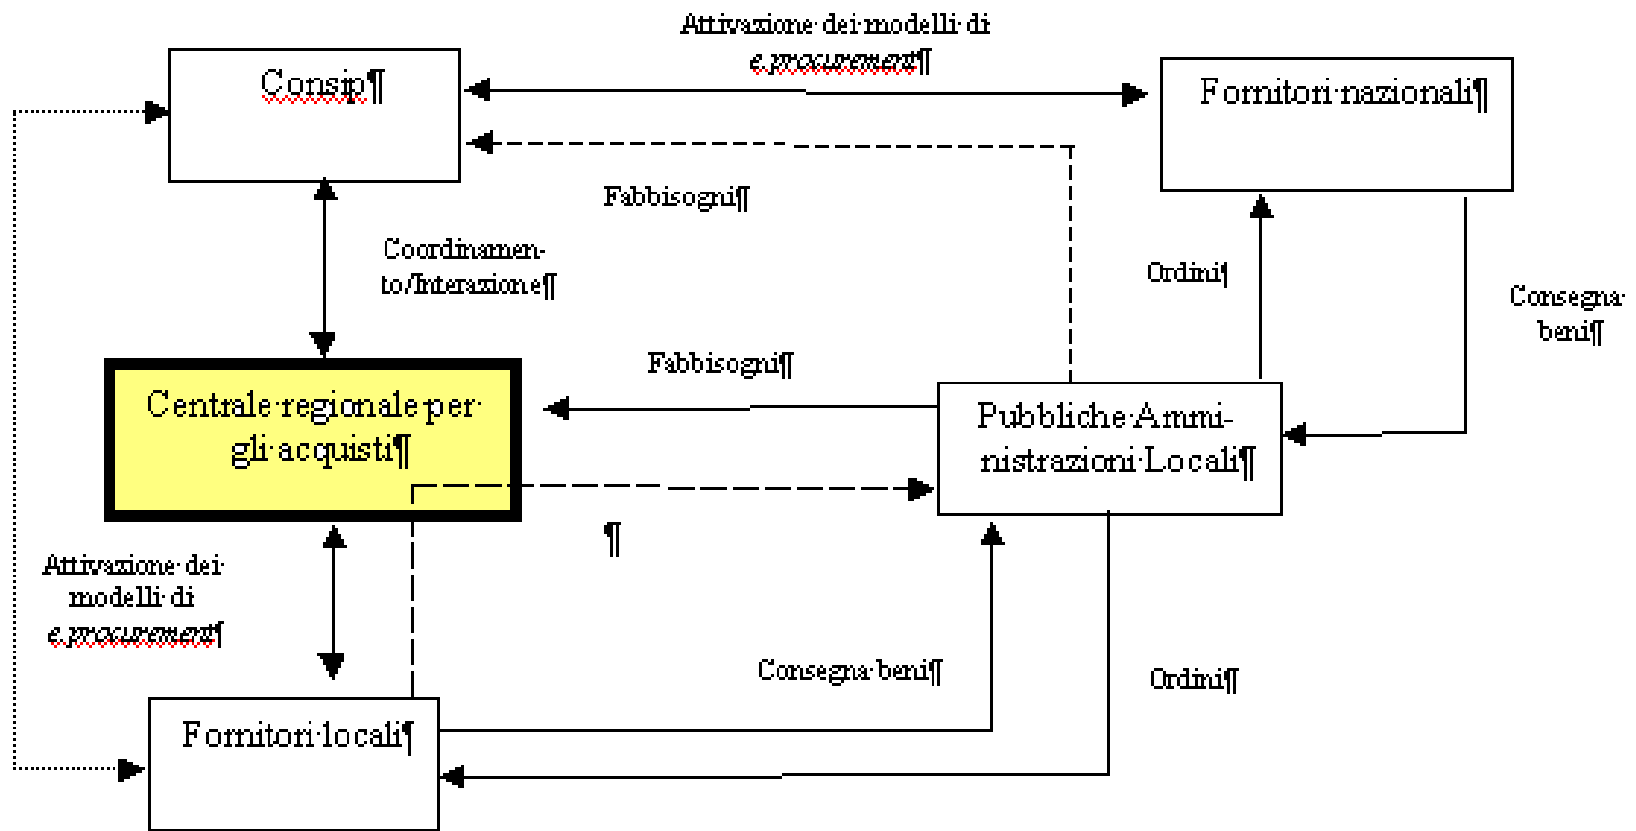 Attivazione dei modelli di
e.procurement¶
Consip¶
Fornitori nazionali¶
Fabbisogni¶
Coordinamen-
to/Interazione¶
Ordini¶
Consegna
beni¶
Fabbisogni¶
Centrale regionale per
gli acquisti¶
Pubbliche Ammi-
nistrazioni Locali¶
¶
Attivazione dei
modelli di
e.procurement¶
Consegna beni¶
Ordini¶
Fornitori locali¶